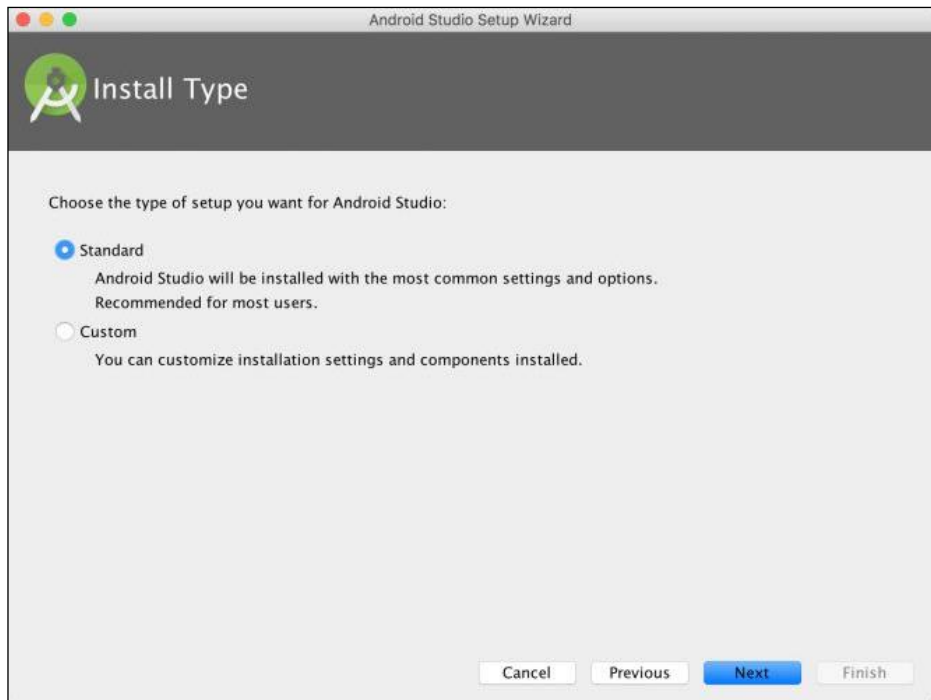 Android Studio Setup Wizard
Install Type
Choose the type of setup you want for Android Studio:
Standard
Android Studio will be installed with the most common settings and options.
Recommended for most users.
Custom
You can customize installation settings and components installed.
Cancel
Previous
Next
Finish